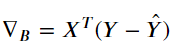 ∇_B = X^T(Y − Ŷ)